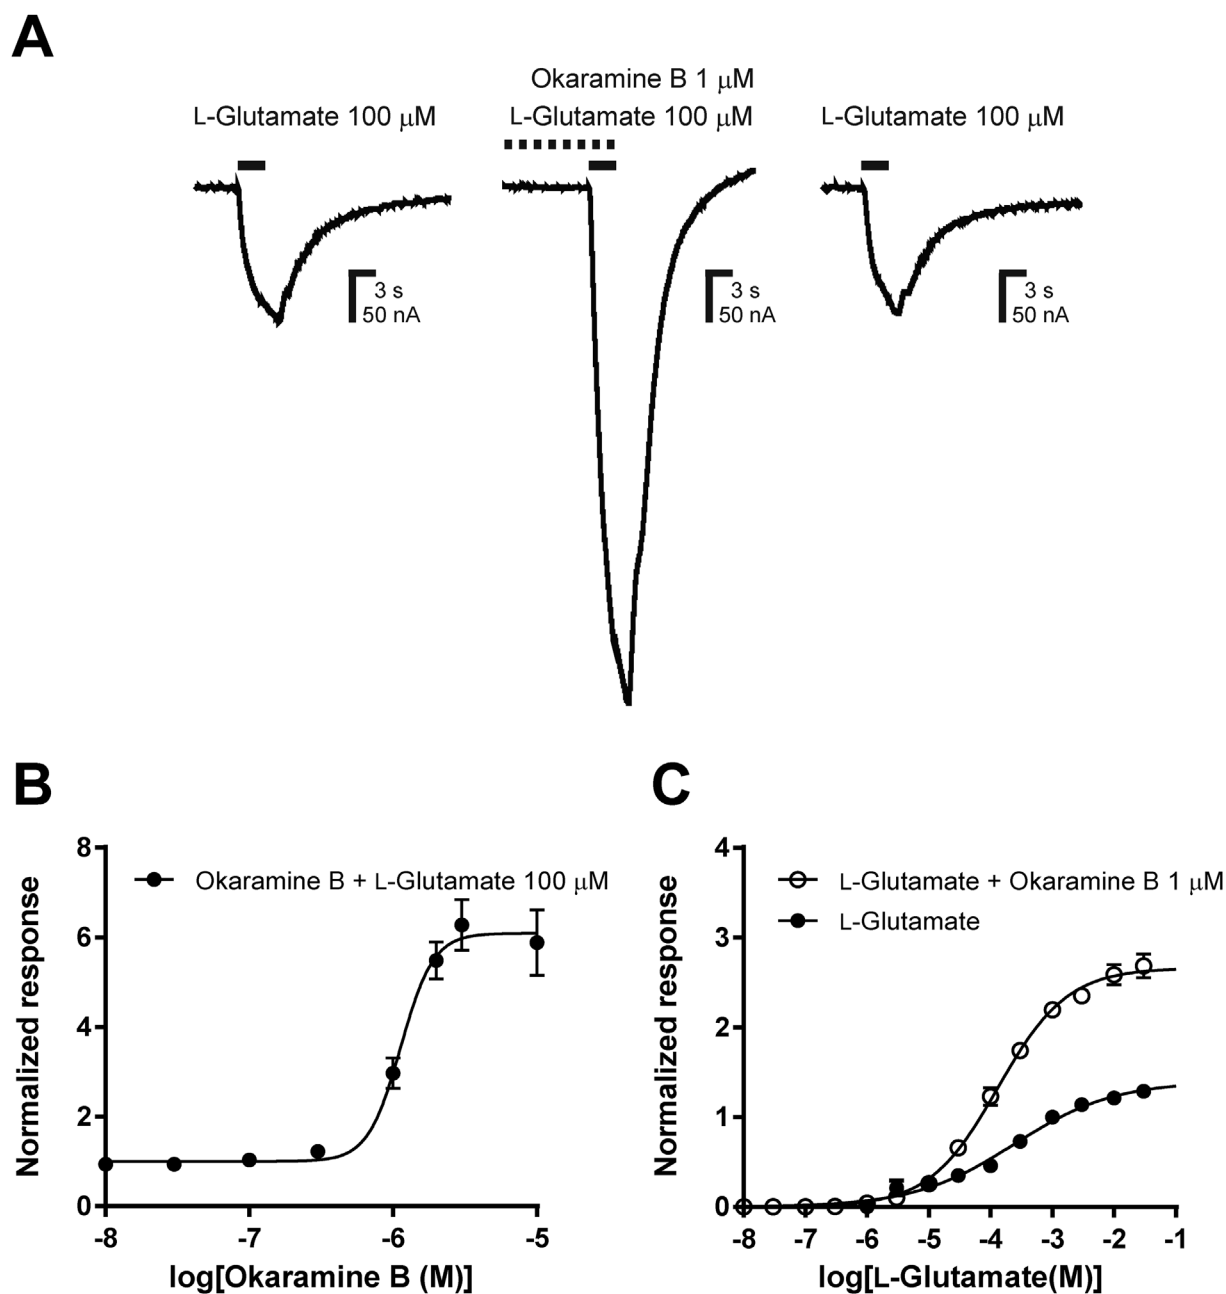 A
Okaramine B 1 μM
L-Glutamate 100 μM
L-Glutamate 100 μM
L-Glutamate 100 μM
3 s
50 nA
3 s
50 nA
3 s
50 nA
B
8
6
4
2
0
Normalized response
Okaramine B + L-Glutamate 100 μM
-8
-7
-6
-5
log[Okaramine B (M)]
C
4
3
2
1
0
Normalized response
L-Glutamate + Okaramine B 1 μM
L-Glutamate
-8
-7
-6
-5
-4
-3
-2
-1
log[L-Glutamate(M)]